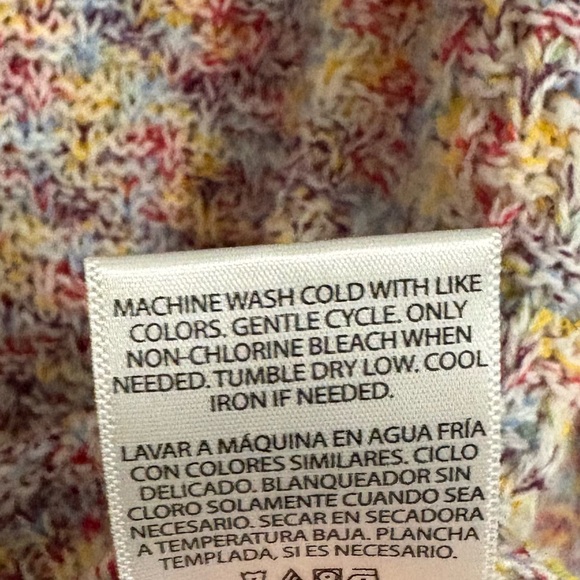 MACHINE WASH COLD WITH LIKE
COLORS. GENTLE CYCLE. ONLY
NON-CHLORINE BLEACH WHEN
NEEDED. TUMBLE DRY LOW. COOL
IRON IF NEEDED.
LAVAR A MÁQUINA EN AGUA FRÍA
CON COLORES SIMILARES. CICLO
DELICADO. BLANQUEADOR SIN
CLORO SOLAMENTE CUANDO SEA
NECESARIO. SECAR EN SECADORA
A TEMPERATURA BAJA. PLANCHA
TEMPLADA, SI ES NECESARIO.